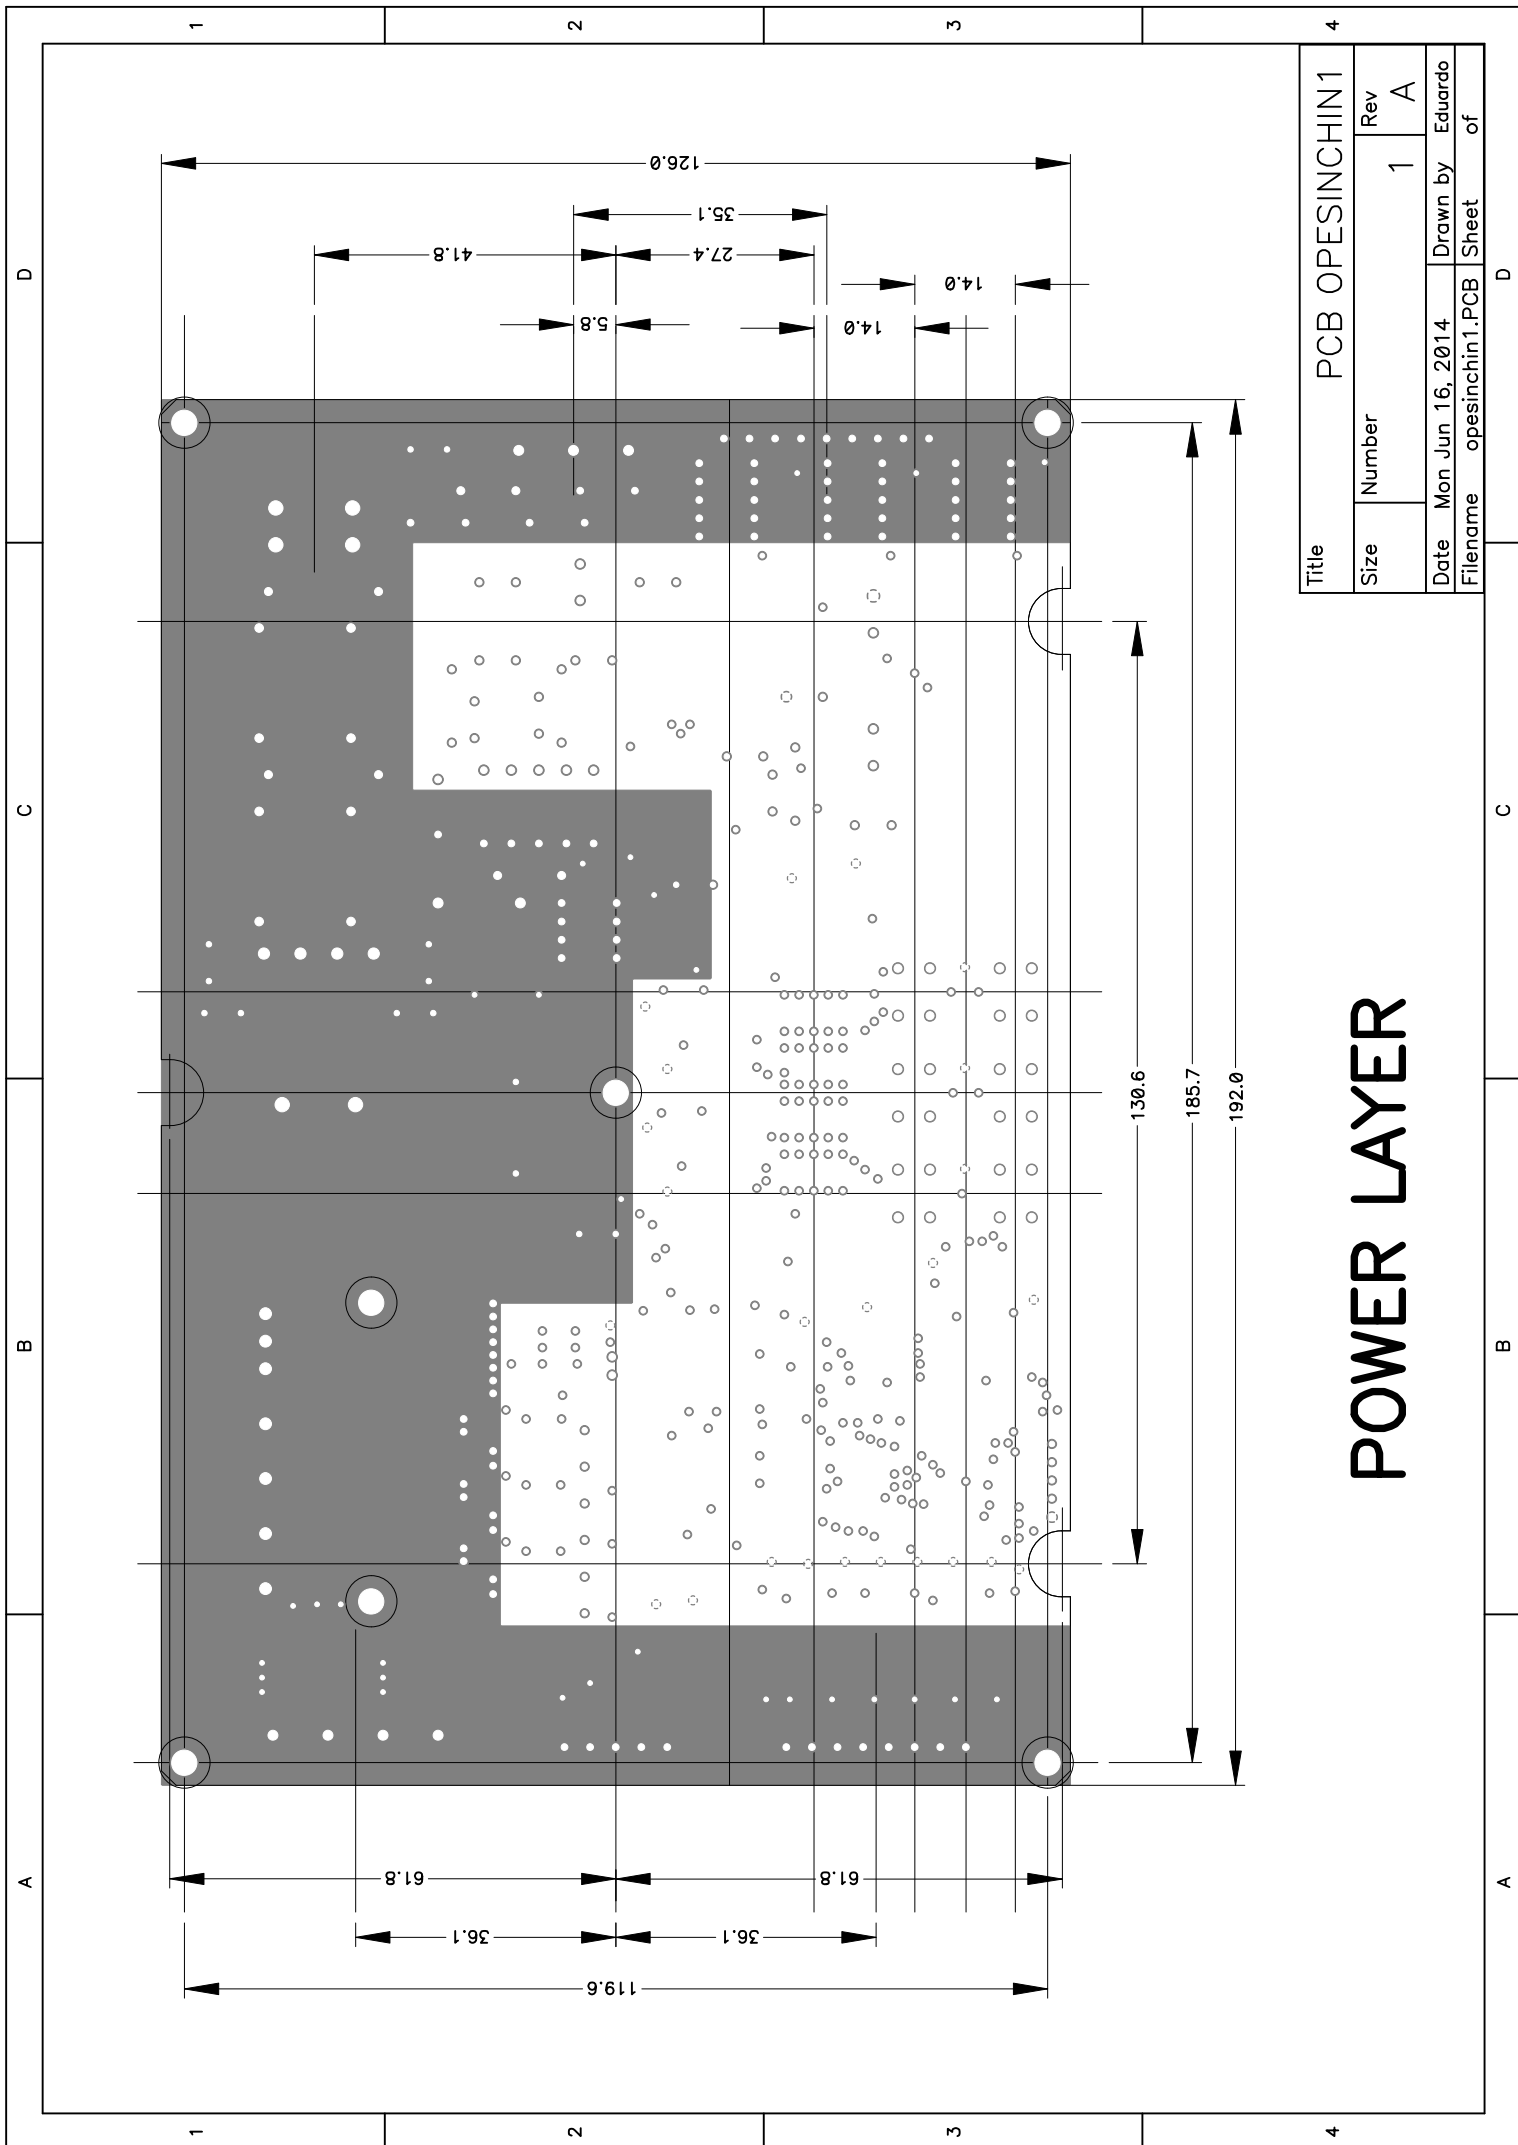 1
2
3
4
D
C
B
A
126.0
35.1
41.8
27.4
14.0
5.8
14.0
130.6
185.7
192.0
61.8
61.8
36.1
36.1
119.6
Title
PCB OPESINCHIN1
Size
Number
1
Rev
A
Date Mon Jun 16, 2014
Drawn by Eduardo
Filename opesinchin1.PCB
Sheet of
POWER LAYER
D
C
B
A
1
2
3
4